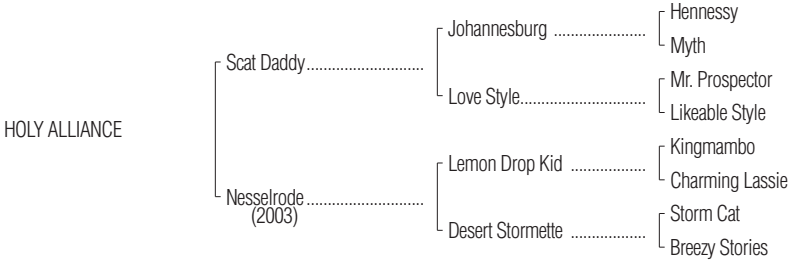 Hennessy
Johannesburg ....................
Myth
Scat Daddy..........................
Mr. Prospector
Love Style............................
Likeable Style
HOLY ALLIANCE
Kingmambo
Lemon Drop Kid .................
Charming Lassie
Nesselrode..........................
(2003)
Storm Cat
Desert Stormette .................
Breezy Stories